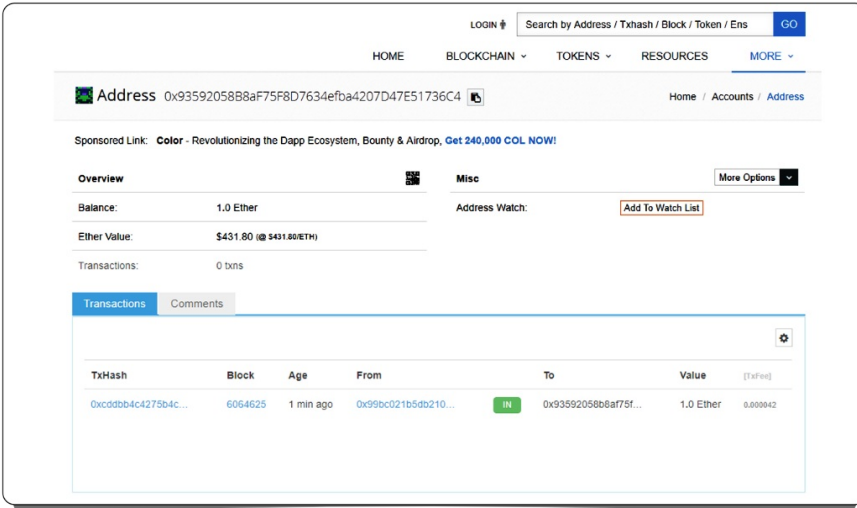 LOGIN Search by Address / Txhash / Block / Token / Ens GO
HOME BLOCKCHAIN TOKENS RESOURCES MORE
Address 0x93592058B8aF75F8D7634efba4207D47E51736C4 Home / Accounts / Address
Sponsored Link: Color - Revolutionizing the Dapp Ecosystem, Bounty & Airdrop, Get 240,000 COL NOW!
Overview Misc More Options
Balance: 1.0 Ether Address Watch: Add To Watch List
Ether Value: $431.80 (@ $431.80/ETH)
Transactions: 0 txns
Transactions Comments
TxHash Block Age From To Value [TxFee]
0xcddbb4c4275b4c... 6064625 1 min ago 0x99bc021b5db210... IN 0x93592058b8af75f... 1.0 Ether 0.000042